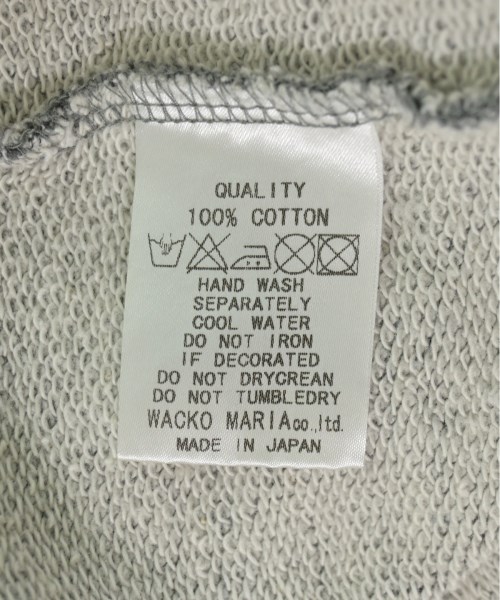 QUALITY
100% COTTON
HAND WASH
SEPARATELY
COOL WATER
DO NOT IRON
IF DECORATED
DO NOT DRYCREAN
DO NOT TUMBLEDRY
WACKO MARIA co.,ltd.
MADE IN JAPAN